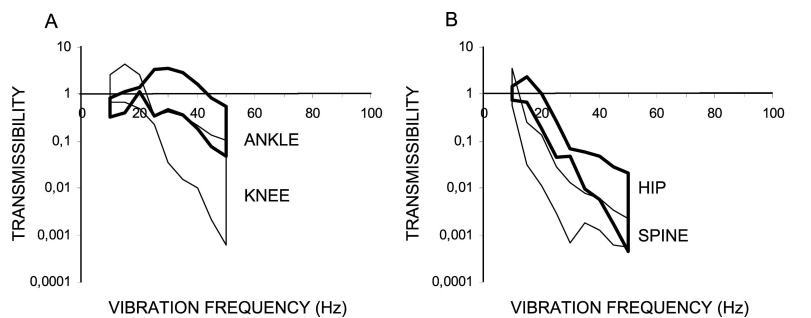 A
TRANSMISSIBILITY
10
1
0,1
0,01
0,001
0,0001
0 20 40 60 80 100
ANKLE
KNEE
VIBRATION FREQUENCY (Hz)
B
TRANSMISSIBILITY
10
1
0,1
0,01
0,001
0,0001
0 20 40 60 80 100
HIP
SPINE
VIBRATION FREQUENCY (Hz)